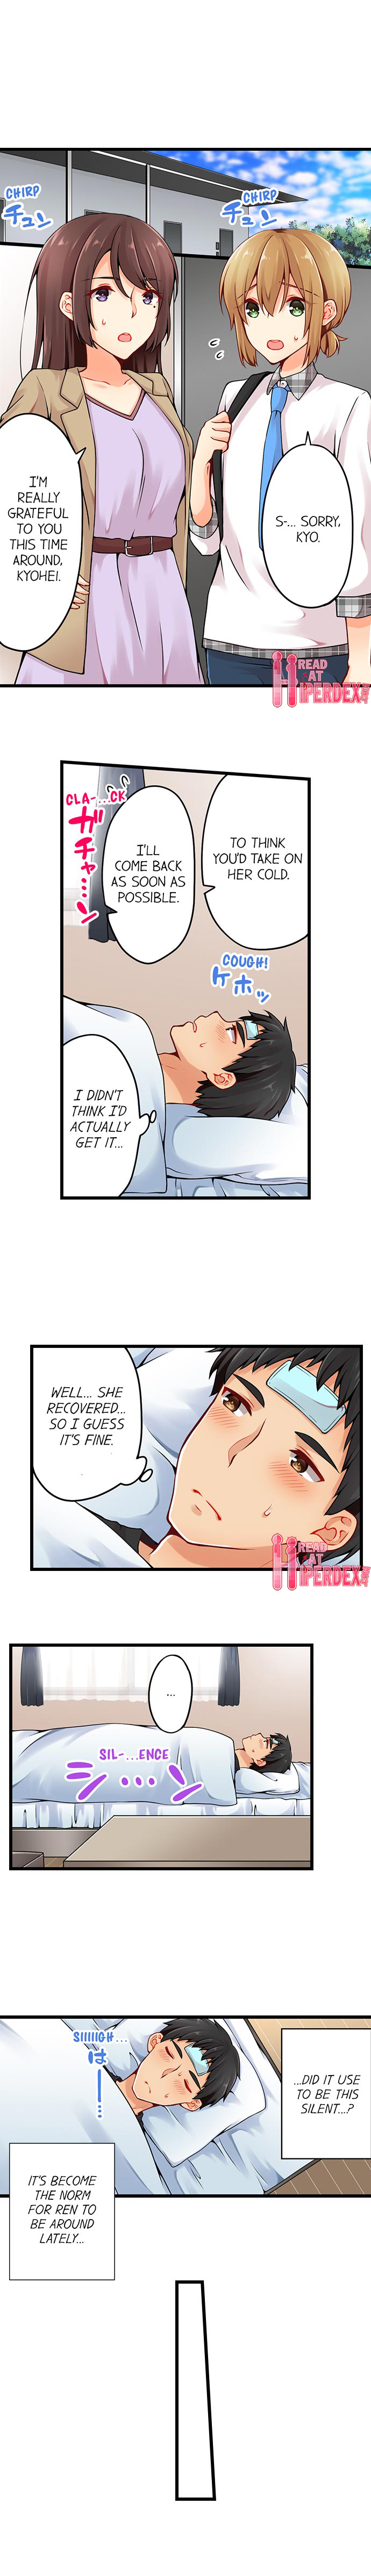 CHIRP
チュン
CHIRP
チュン
S-... SORRY,
KYO.
I'M
REALLY
GRATEFUL
TO YOU
THIS TIME
AROUND,
KYOHEI.
READ
AT
HIPERDEX
TO THINK
YOU'D TAKE ON
HER COLD.
I'LL
COME BACK
AS SOON AS
POSSIBLE.
CLA-...CK
ガチャ…ン
COUGH!
ケホッ
I DIDN'T
THINK I'D
ACTUALLY
GET IT...
WELL... SHE
RECOVERED...
SO I GUESS
IT'S FINE.
READ
AT
HIPERDEX
...
SIL-...ENCE
シ…ン
SIIIIIGH...
はー…
...DID IT USE
TO BE THIS
SILENT...?
IT'S BECOME
THE NORM
FOR REN TO
BE AROUND
LATELY...